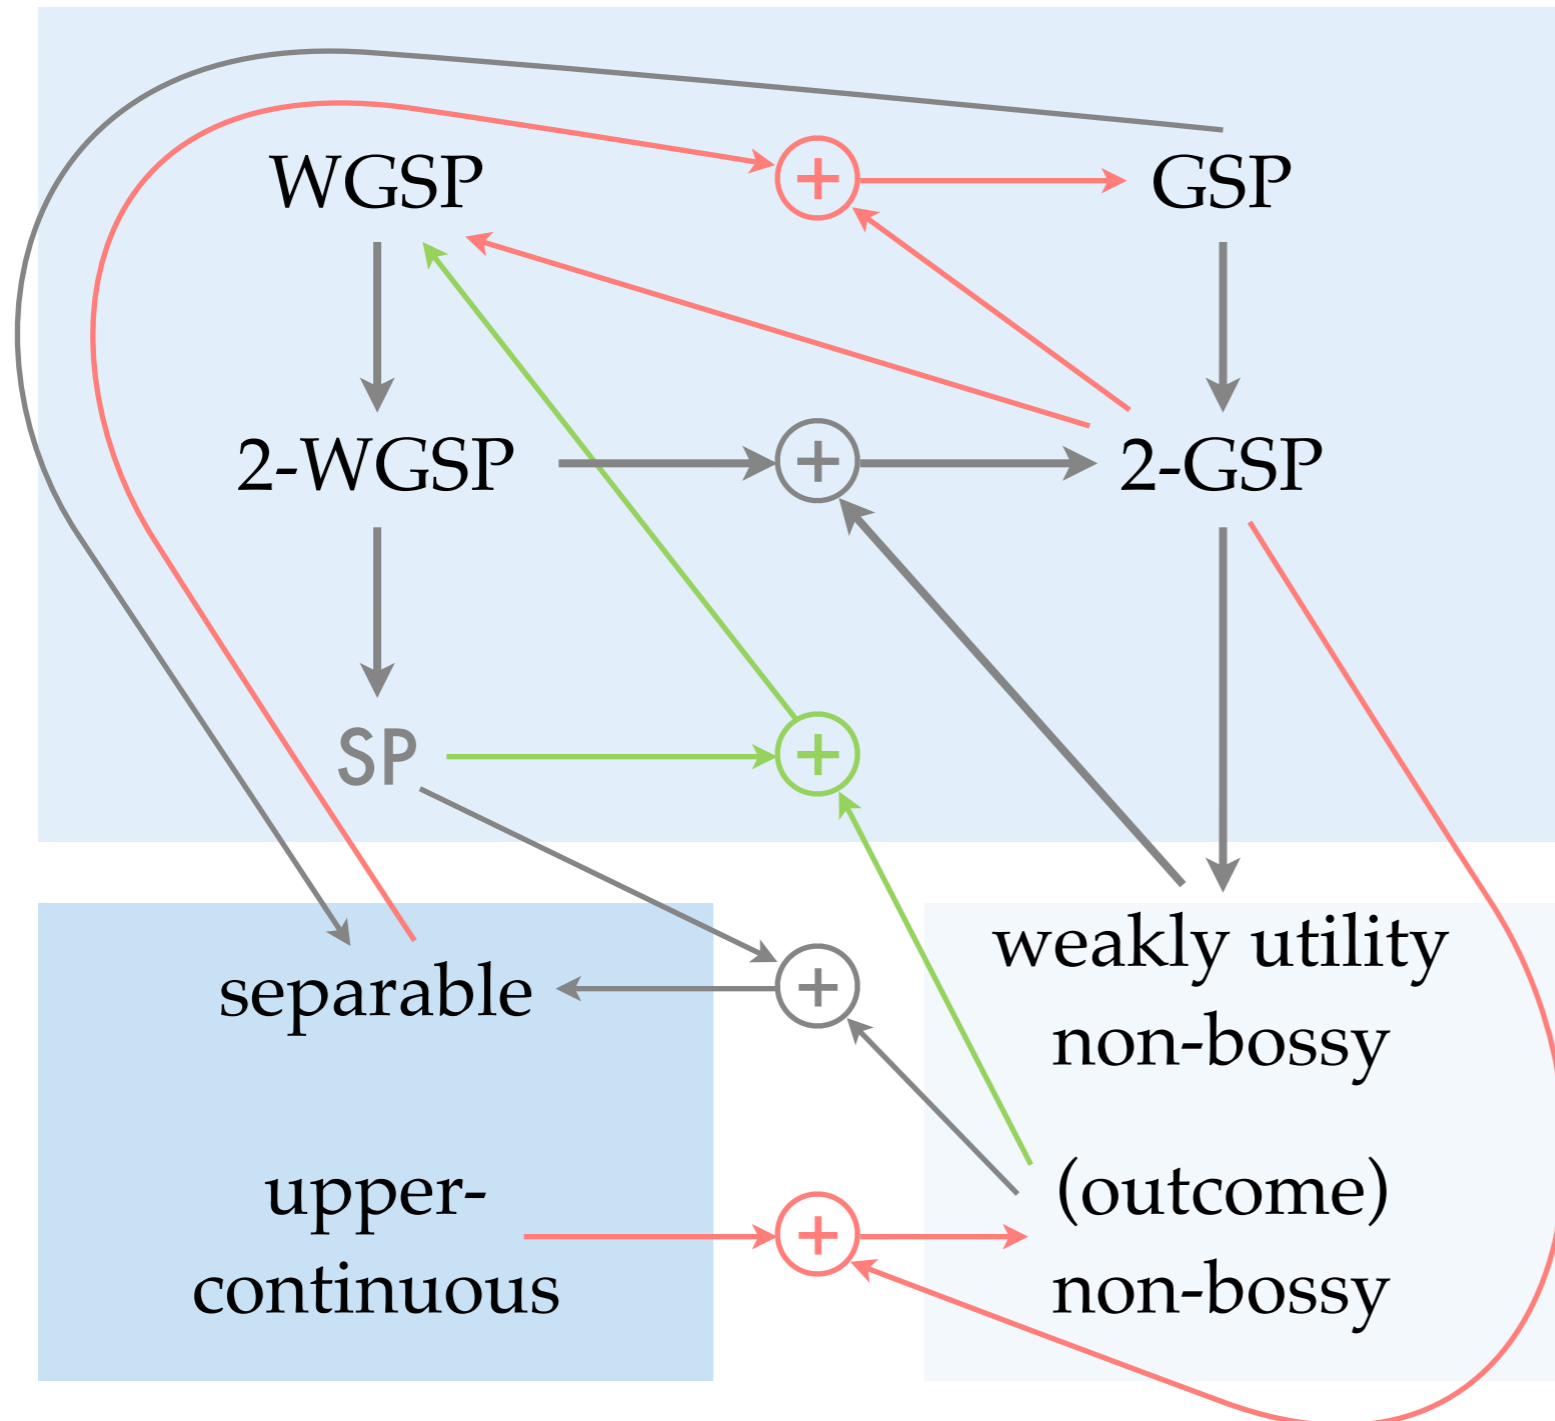 WGSP
+
GSP
2-WGSP
+
2-GSP
SP
+
separable
+
weakly utility
non-bossy
upper-
continuous
+
(outcome)
non-bossy